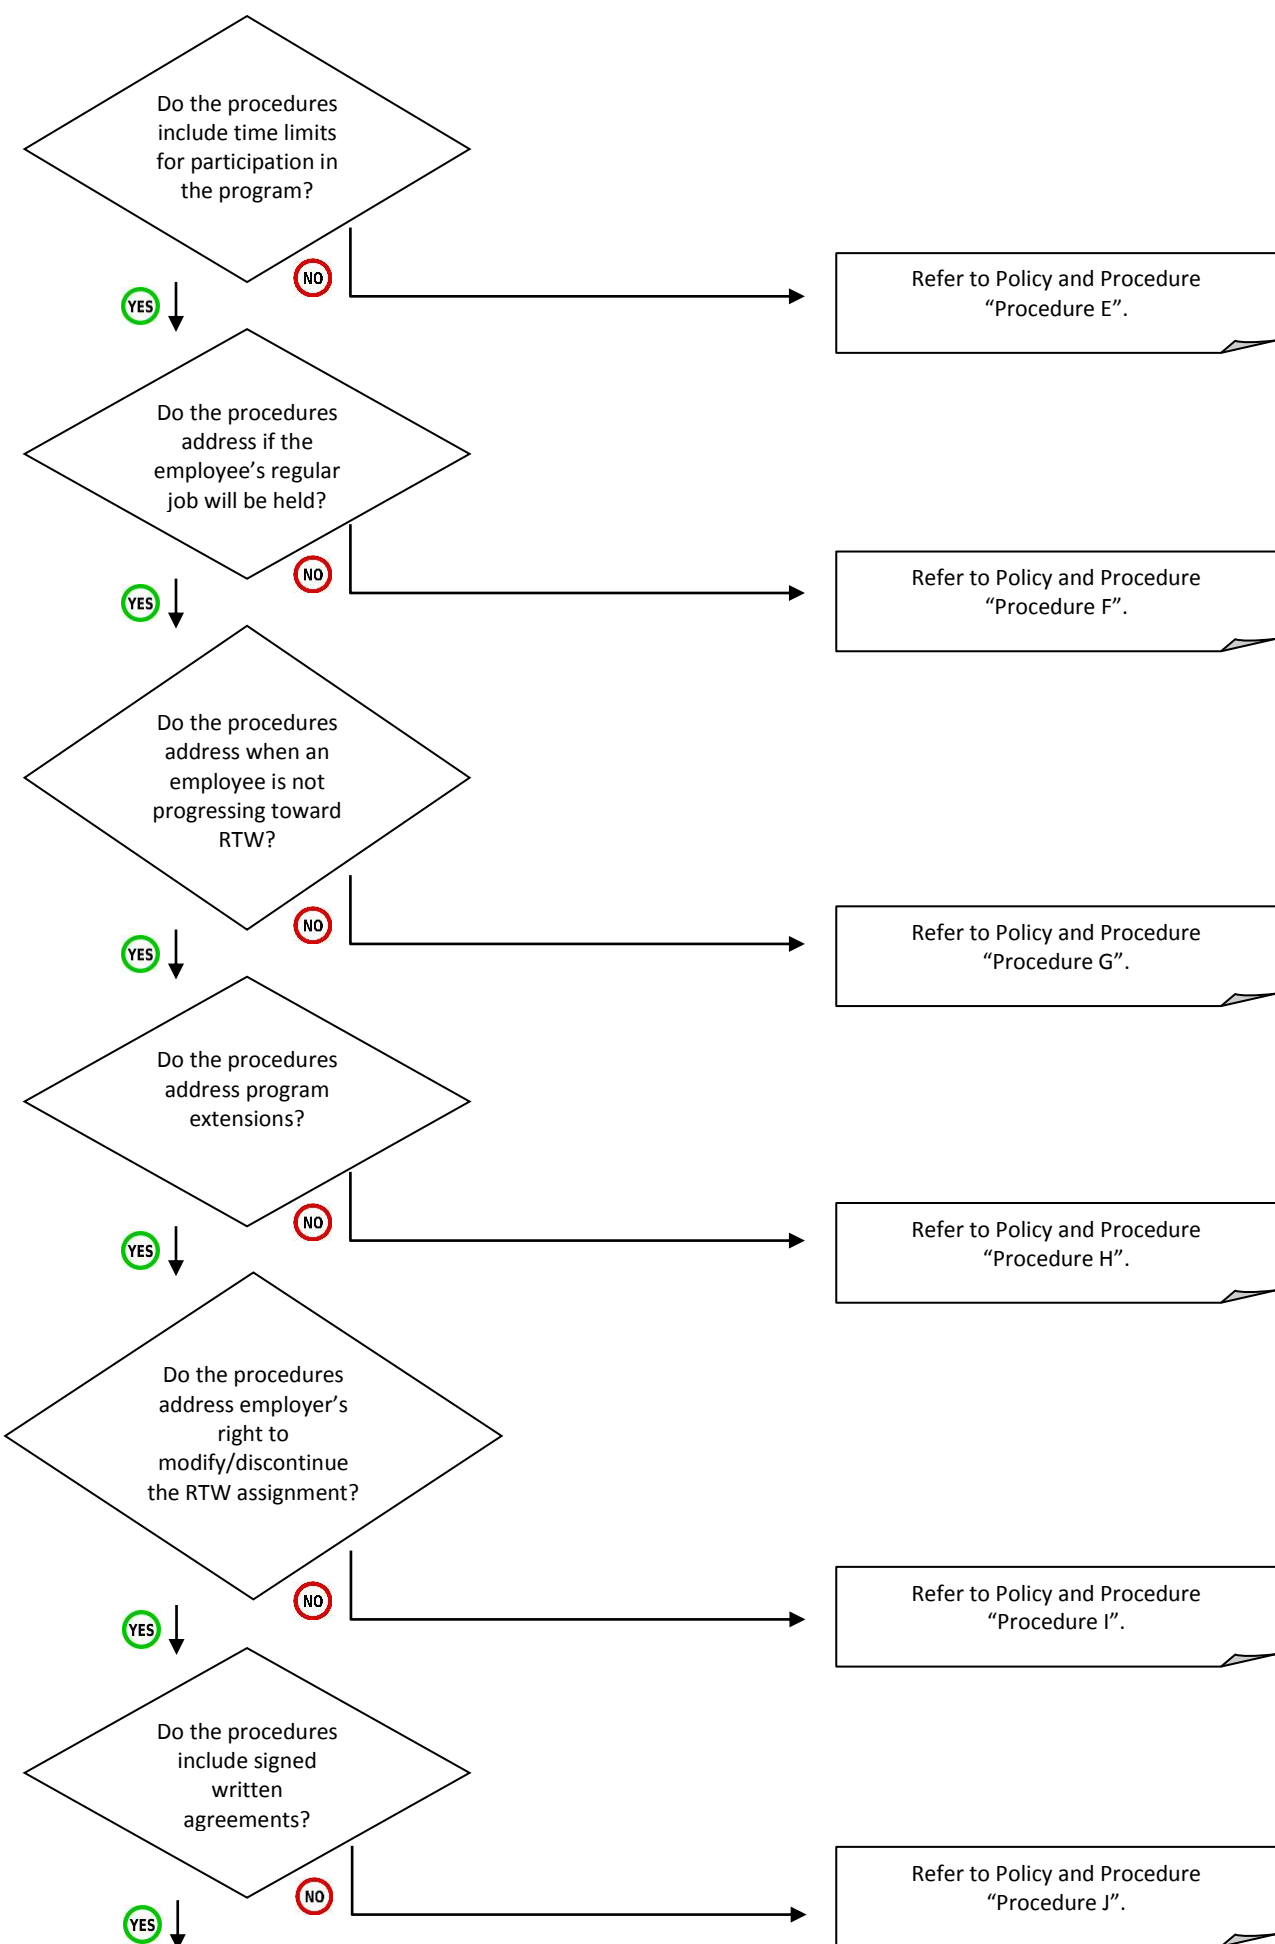 Do the procedures
include time limits
for participation in
the program?
NO
YES
Refer to Policy and Procedure
“Procedure E”.
Do the procedures
address if the
employee’s regular
job will be held?
NO
YES
Refer to Policy and Procedure
“Procedure F”.
Do the procedures
address when an
employee is not
progressing toward
RTW?
NO
YES
Refer to Policy and Procedure
“Procedure G”.
Do the procedures
address program
extensions?
NO
YES
Refer to Policy and Procedure
“Procedure H”.
Do the procedures
address employer’s
right to
modify/discontinue
the RTW assignment?
NO
YES
Refer to Policy and Procedure
“Procedure I”.
Do the procedures
include signed
written
agreements?
NO
YES
Refer to Policy and Procedure
“Procedure J”.